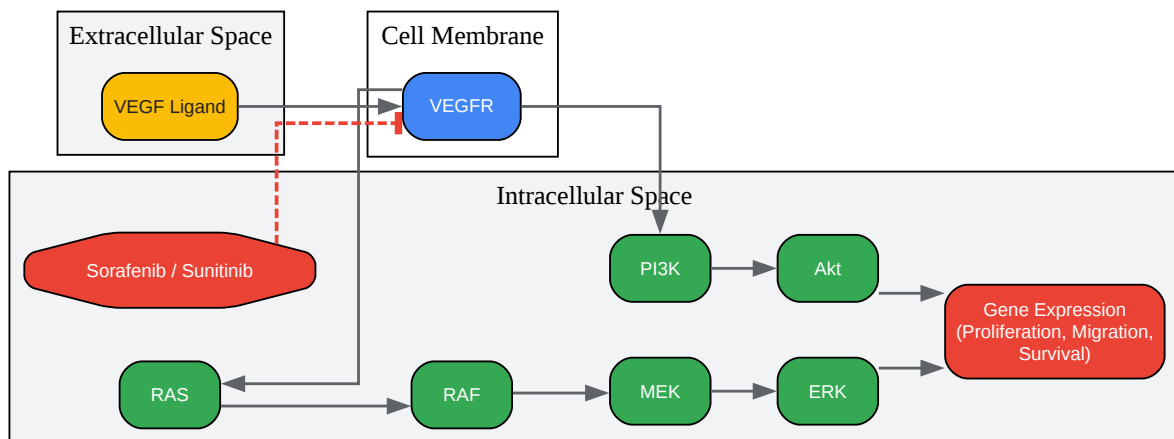 Extracellular Space
Cell Membrane
VEGF Ligand
VEGFR
Intracellular Space
Sorafenib / Sunitinib
PI3K
Akt
Gene Expression
(Proliferation, Migration,
Survival)
RAS
RAF
MEK
ERK